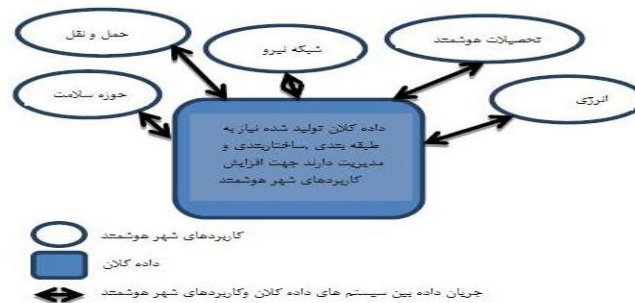 تحصیلات هوشمند
شبکه نیرو
حمل و نقل
انرژی
حوزه سلامت
داده کلان تولید شده نیاز به
طبقه بندی ,ساختاربندی و
مدیریت دارند جهت افزایش
کاربردهای شهر هوشمند
کاربردهای شهر هوشمتد
داده کلان
جریان داده بین سیستم های داده کلان وکاربردهای شهر هوشمتد